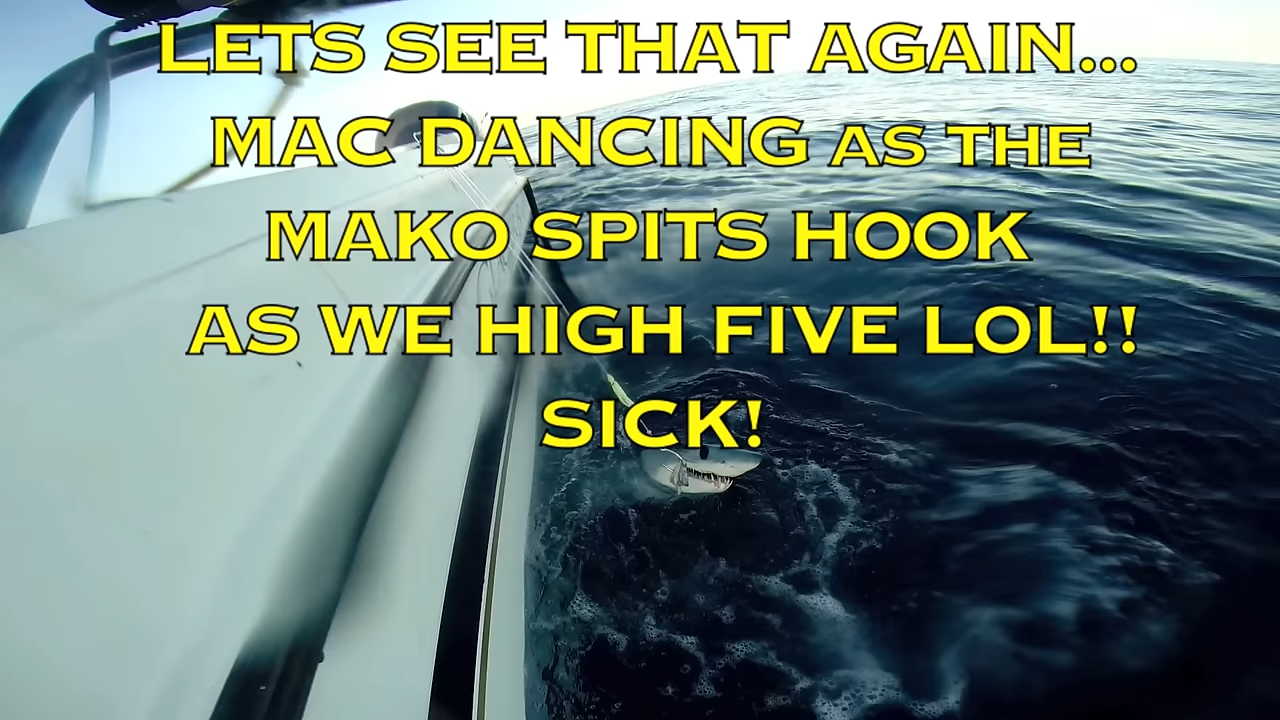 LETS SEE THAT AGAIN...
MAC DANCING AS THE
MAKO SPITS HOOK
AS WE HIGH FIVE LOL!!
SICK!